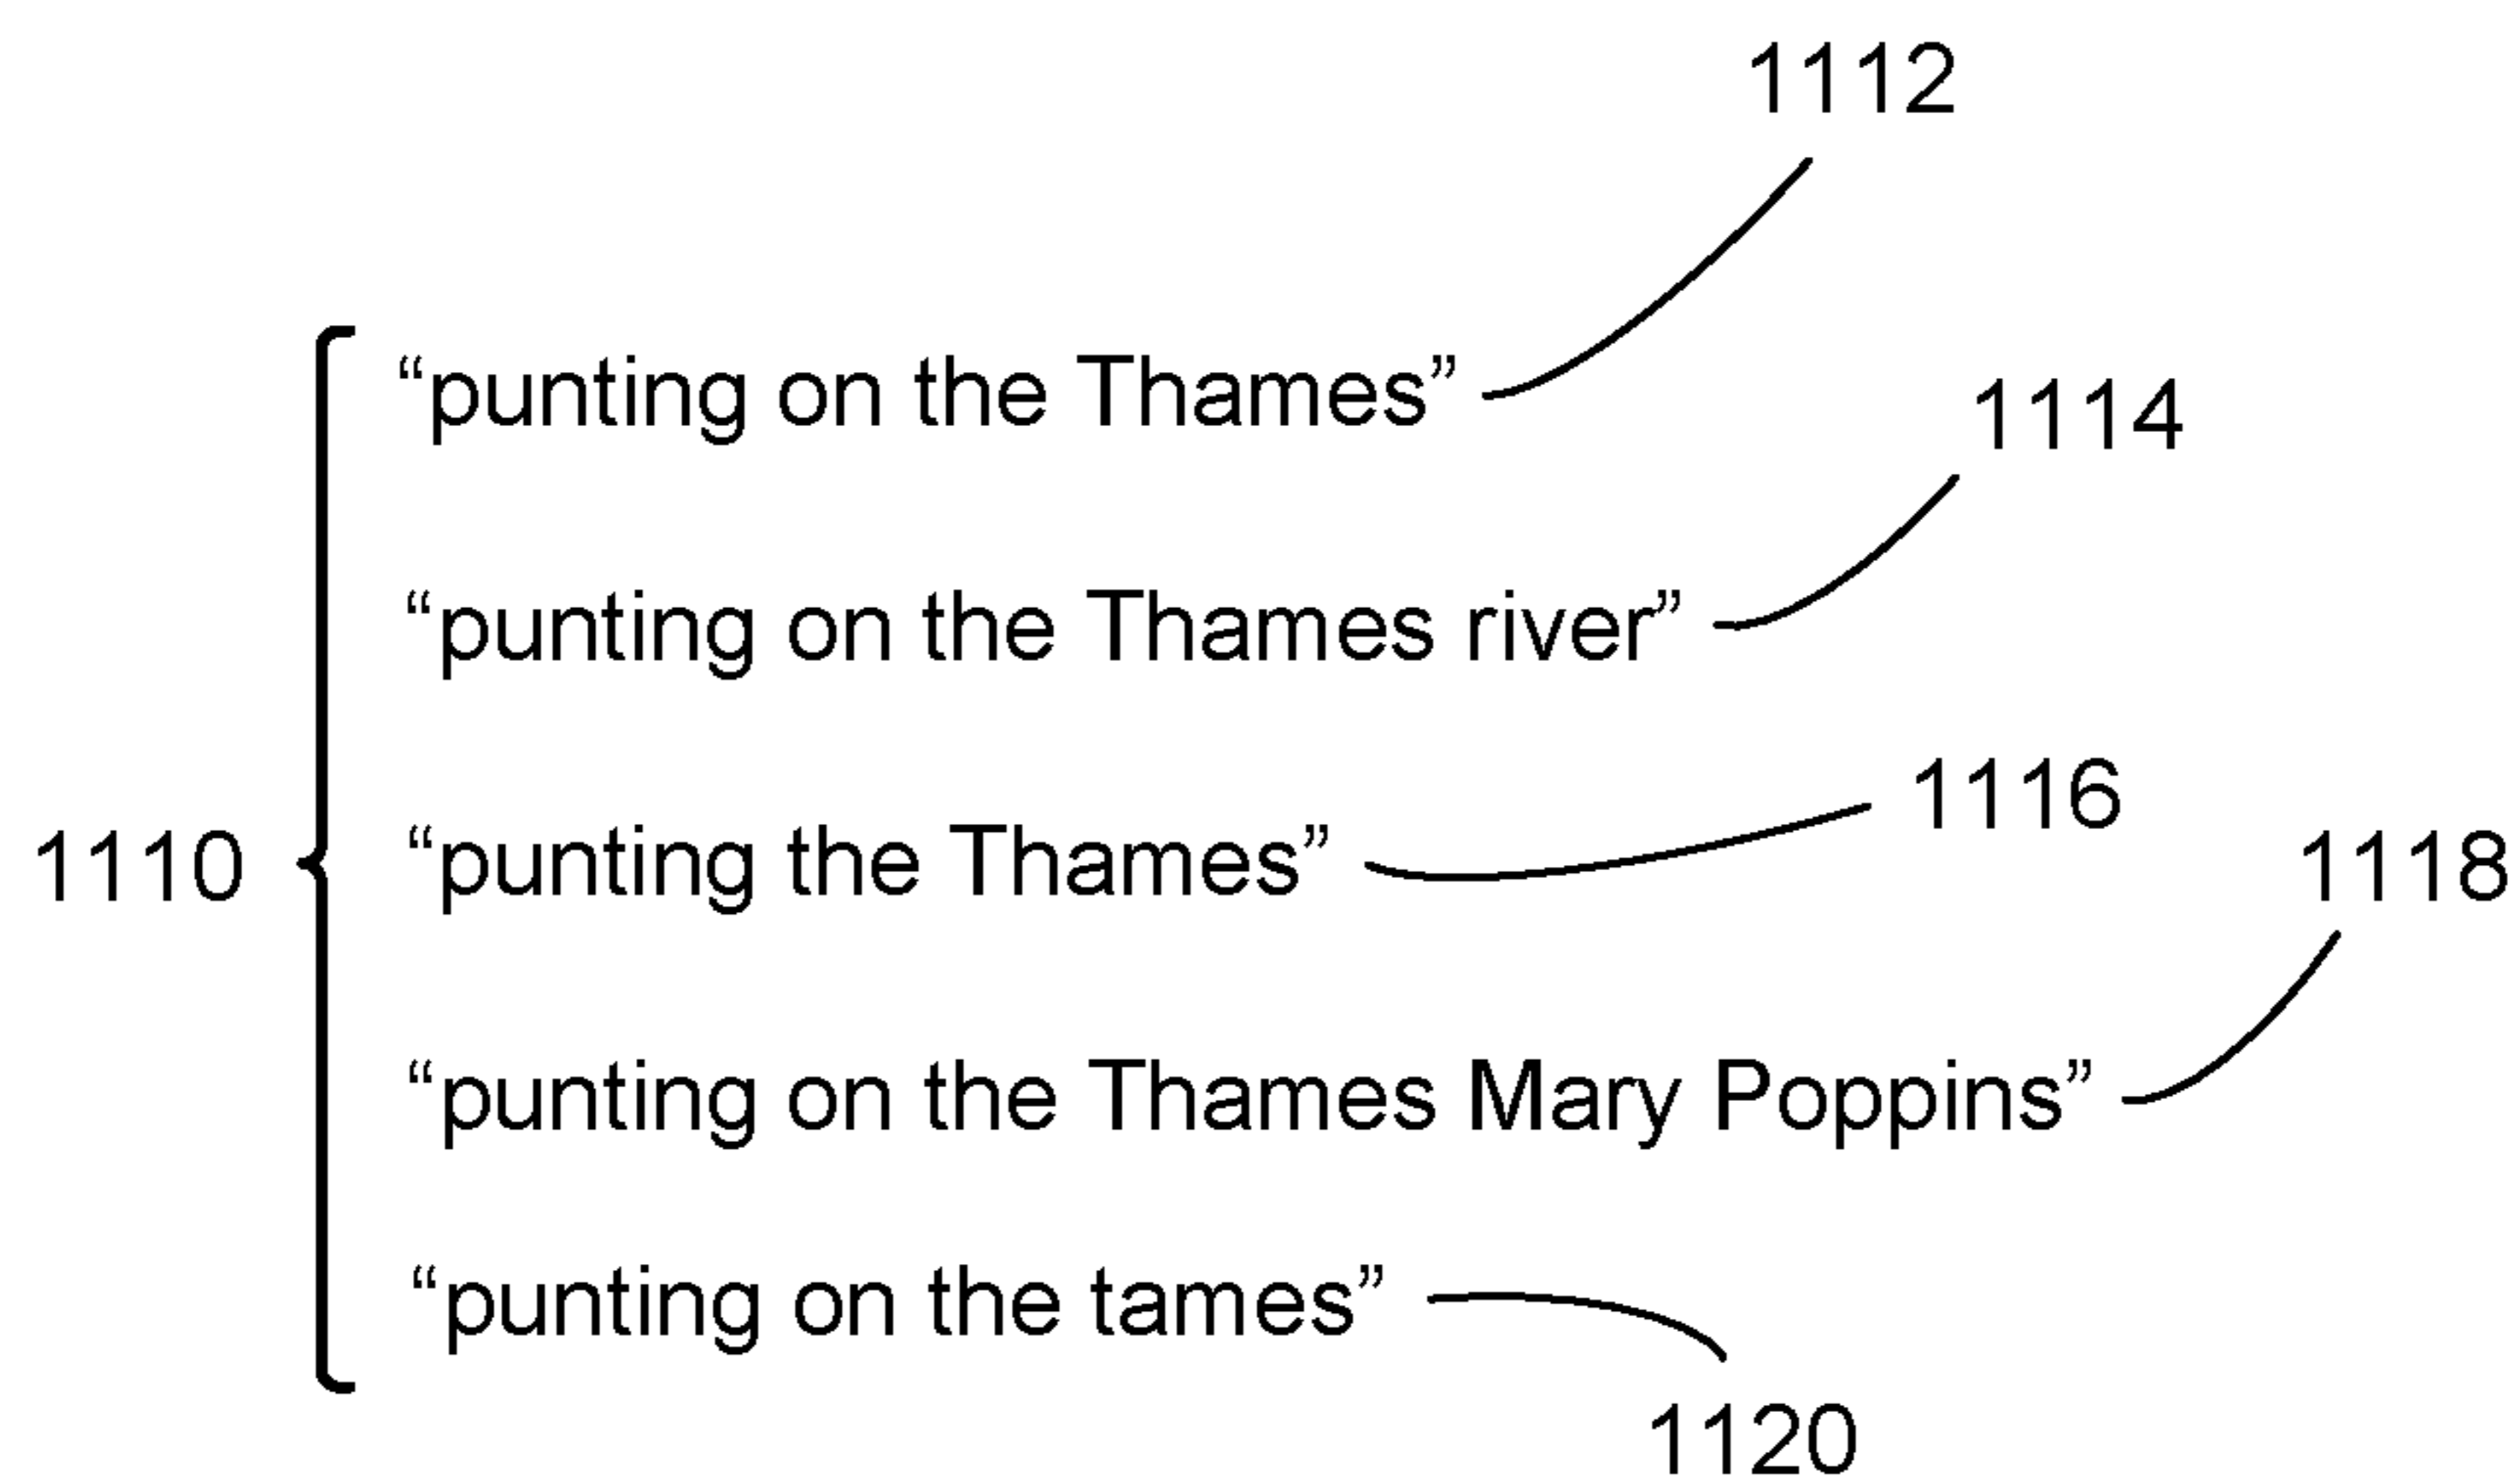 1112
“punting on the Thames”
1114
“punting on the Thames river”
1116
1110 “punting the Thames”
1118
“punting on the Thames Mary Poppins”
“punting on the tames”
1120